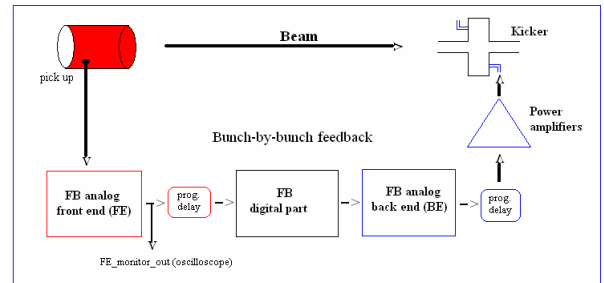 Beam
Kicker
pick up
Power
amplifiers
Bunch-by-bunch feedback
FB analog
front end (FE)
prog.
delay
FB
digital part
FB analog
back end (BE)
prog.
delay
FE_monitor_out (oscilloscope)